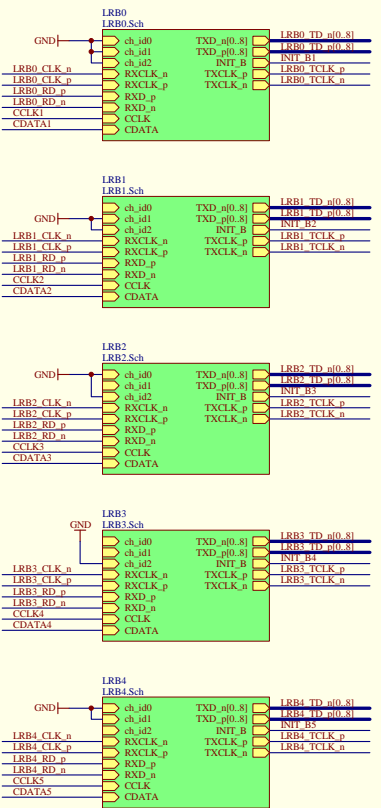 LRB0
LRB0.Sch
GND
ch_id0 TXD_n[0..8] LRB0_TD_n[0..8]
ch_id1 TXD_p[0..8] LRB0_TD_p[0..8]
ch_id2 INIT_B INIT_B1
LRB0_CLK_n RXCLK_n TXCLK_p LRB0_TCLK_p
LRB0_CLK_p RXCLK_p TXCLK_n LRB0_TCLK_n
LRB0_RD_p RXD_p
LRB0_RD_n RXD_n
CCLK1 CCLK
CDATA1 CDATA
LRB1
LRB1.Sch
ch_id0 TXD_n[0..8] LRB1_TD_n[0..8]
GND ch_id1 TXD_p[0..8] LRB1_TD_p[0..8]
ch_id2 INIT_B INIT_B2
LRB1_CLK_n RXCLK_n TXCLK_p LRB1_TCLK_p
LRB1_CLK_p RXCLK_p TXCLK_n LRB1_TCLK_n
LRB1_RD_p RXD_p
LRB1_RD_n RXD_n
CCLK2 CCLK
CDATA2 CDATA
LRB2
LRB2.Sch
GND ch_id0 TXD_n[0..8] LRB2_TD_n[0..8]
ch_id1 TXD_p[0..8] LRB2_TD_p[0..8]
ch_id2 INIT_B INIT_B3
LRB2_CLK_n RXCLK_n TXCLK_p LRB2_TCLK_p
LRB2_CLK_p RXCLK_p TXCLK_n LRB2_TCLK_n
LRB2_RD_p RXD_p
LRB2_RD_n RXD_n
CCLK3 CCLK
CDATA3 CDATA
LRB3
GND LRB3.Sch
ch_id0 TXD_n[0..8] LRB3_TD_n[0..8]
ch_id1 TXD_p[0..8] LRB3_TD_p[0..8]
ch_id2 INIT_B INIT_B4
LRB3_CLK_n RXCLK_n TXCLK_p LRB3_TCLK_p
LRB3_CLK_p RXCLK_p TXCLK_n LRB3_TCLK_n
LRB3_RD_p RXD_p
LRB3_RD_n RXD_n
CCLK4 CCLK
CDATA4 CDATA
LRB4
LRB4.Sch
GND ch_id0 TXD_n[0..8] LRB4_TD_n[0..8]
ch_id1 TXD_p[0..8] LRB4_TD_p[0..8]
ch_id2 INIT_B INIT_B5
LRB4_CLK_n RXCLK_n TXCLK_p LRB4_TCLK_p
LRB4_CLK_p RXCLK_p TXCLK_n LRB4_TCLK_n
LRB4_RD_p RXD_p
LRB4_RD_n RXD_n
CCLK5 CCLK
CDATA5 CDATA